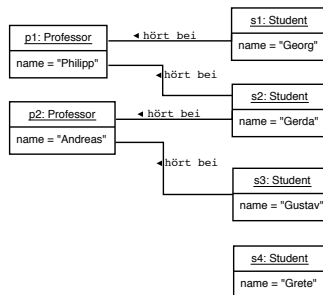 p1: Professor
name = "Philipp"
◄ hört bei
s1: Student
name = "Georg"
◄ hört bei
s2: Student
name = "Gerda"
p2: Professor
name = "Andreas"
◄ hört bei
◄ hört bei
s3: Student
name = "Gustav"
s4: Student
name = "Grete"